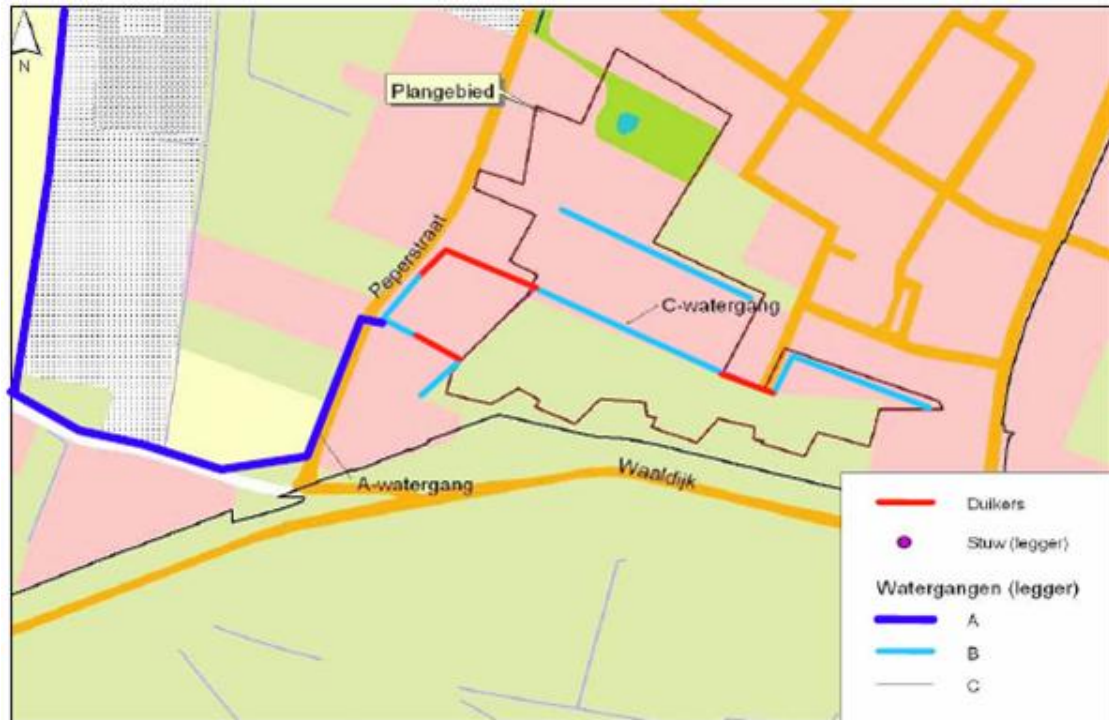 N
Plangebied
Peperstraat
C-watergang
A-watergang
Waaldijk
Duikers
Stuw (legger)
Watergangen (legger)
A
B
C